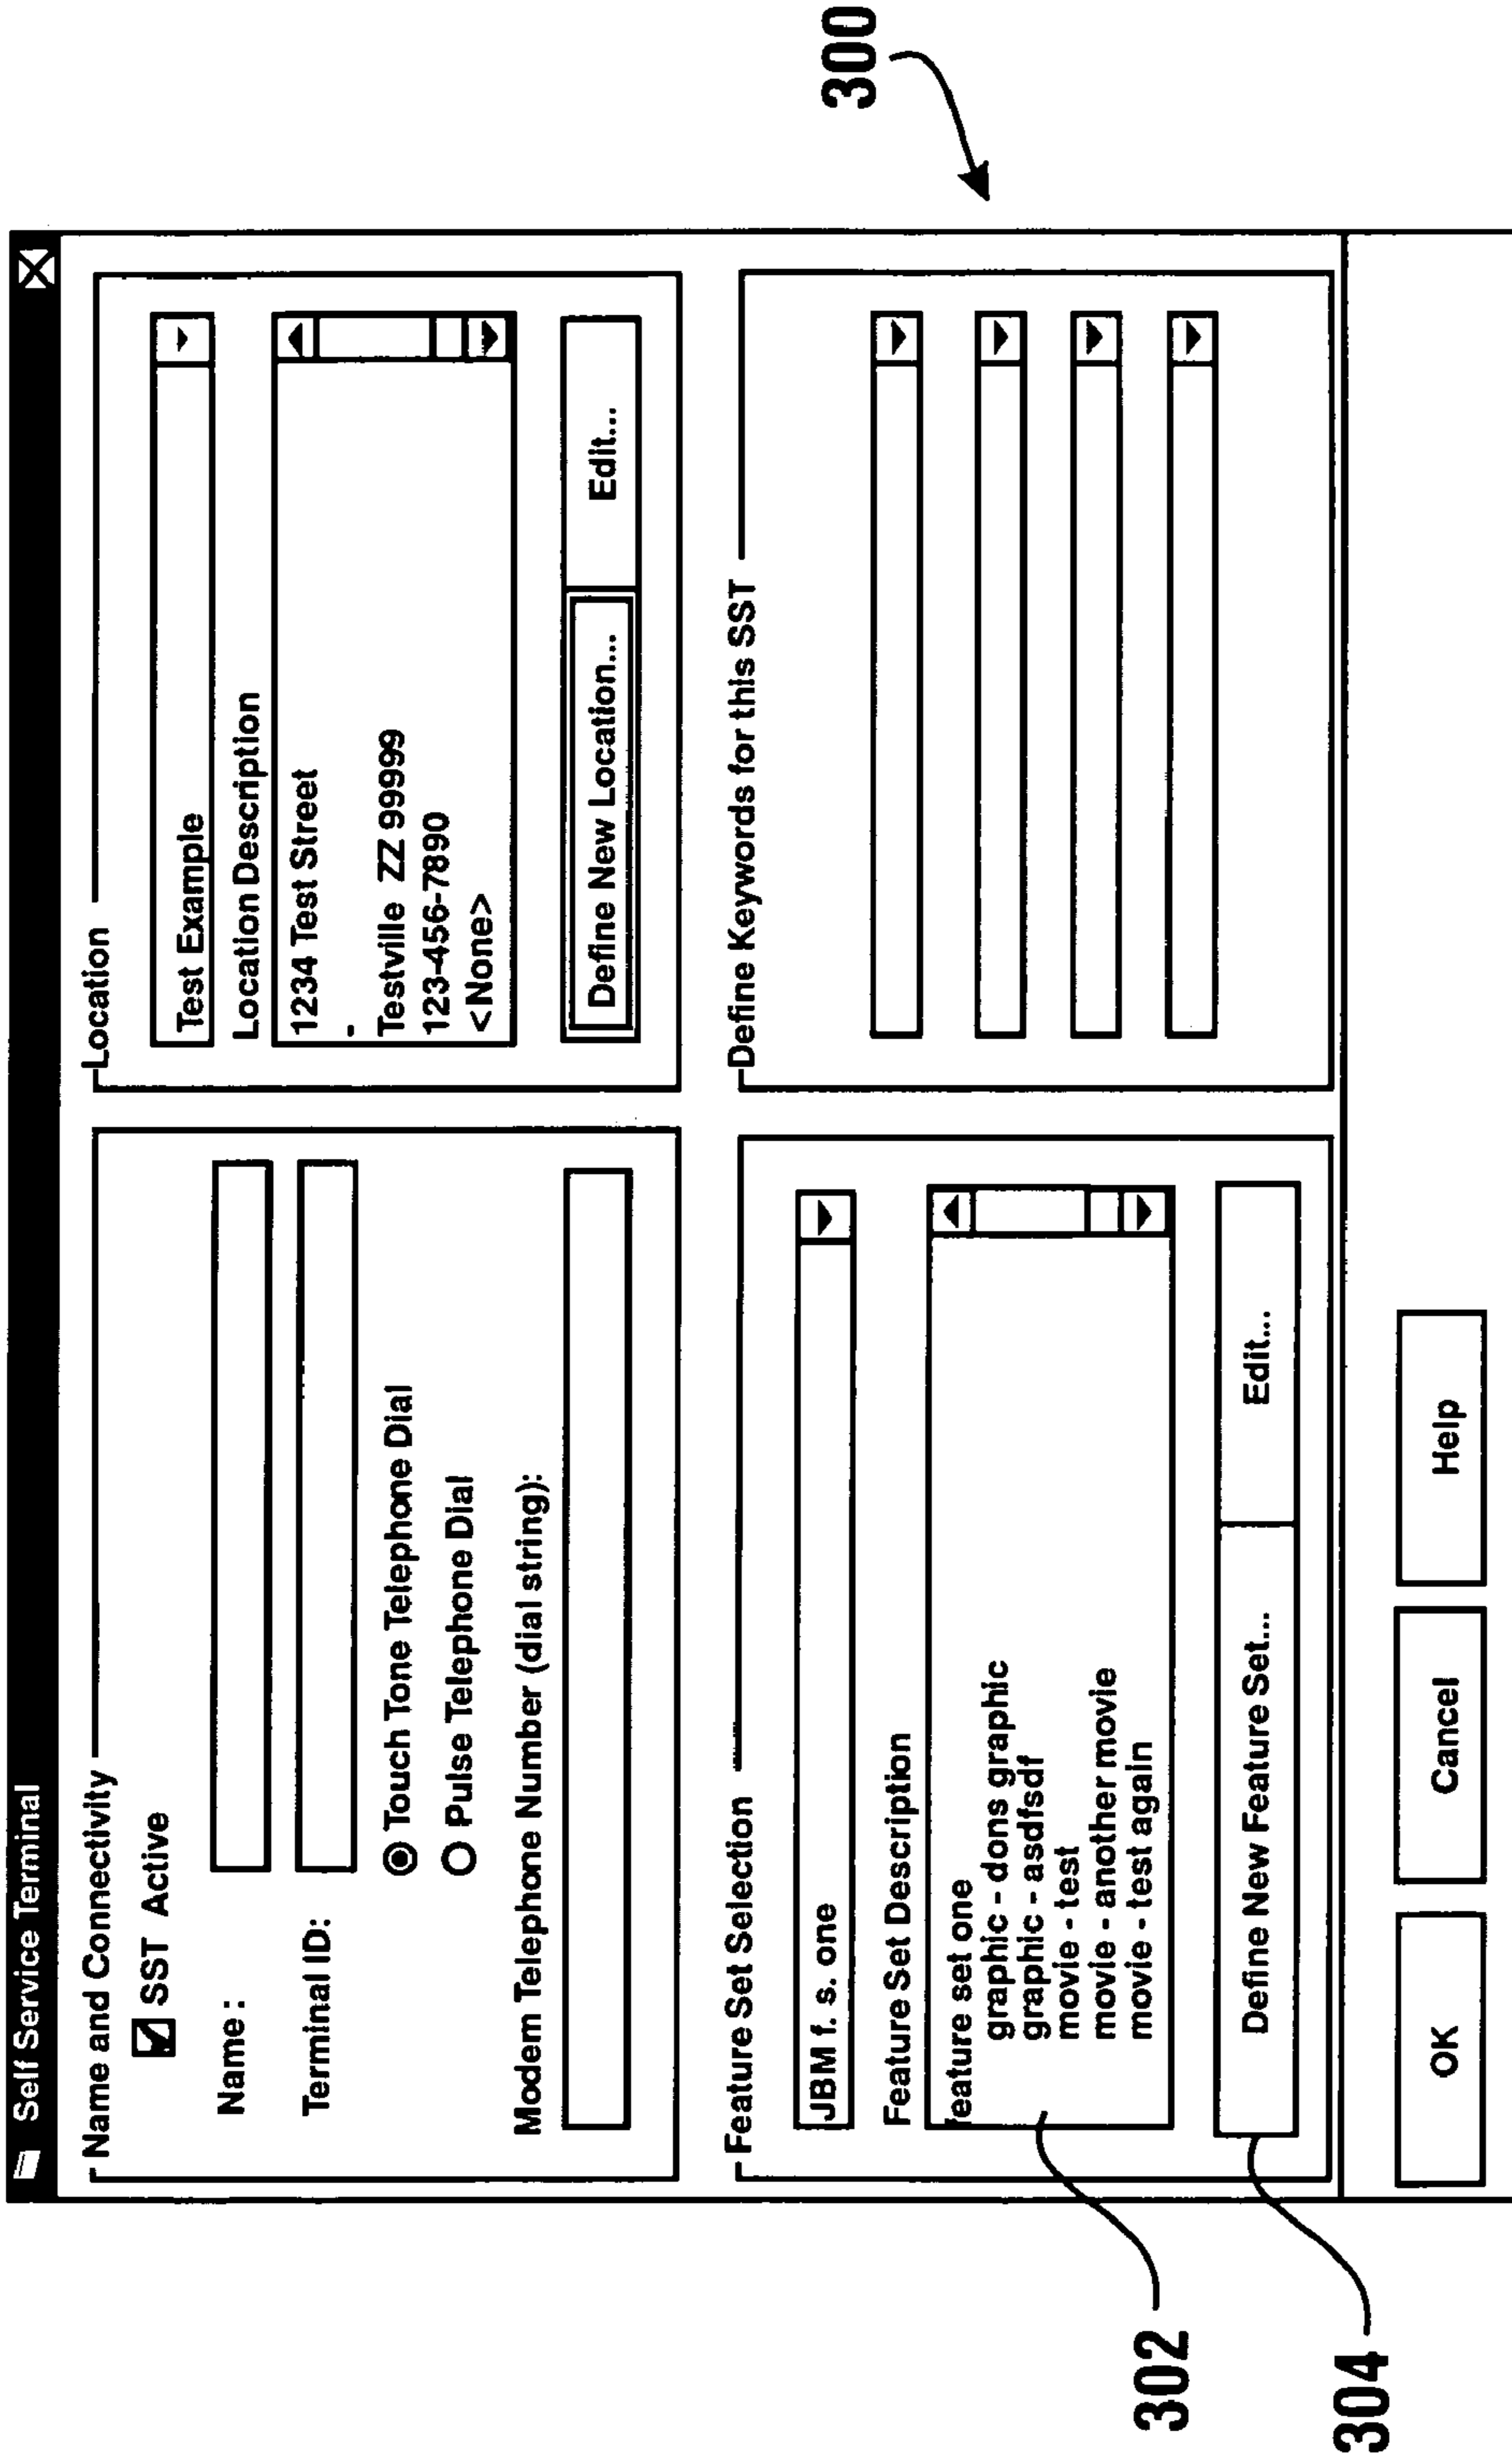 Self Service Terminal
Name and Connectivity
SST Active
Name:
Terminal ID:
Touch Tone Telephone Dial
Pulse Telephone Dial
Modem Telephone Number (dial string):
Location
Test Example
Location Description
1234 Test Street
-
Testville ZZ 99999
123-456-7890
<None>
Define New Location...
Edit...
Feature Set Selection
JBM f. s. one
Feature Set Description
feature set one
graphic - dons graphic
graphic - asdfsdf
movie - test
movie - another movie
movie - test again
Define New Feature Set...
Edit...
Define Keywords for this SST
OK
Cancel
Help
300
302
304